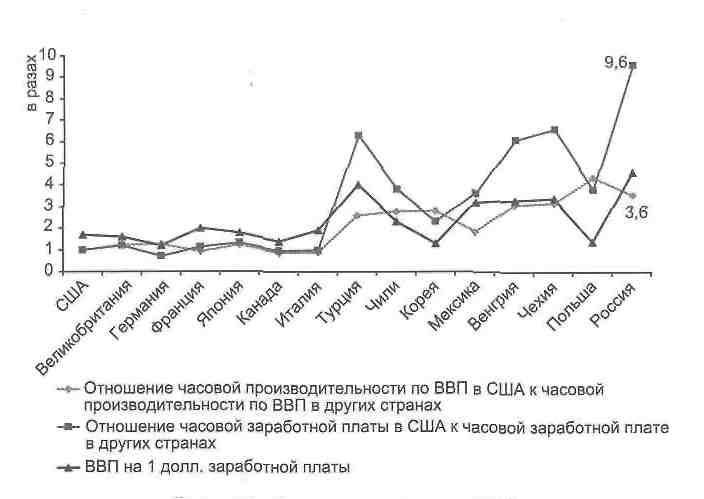 в разах
10
9
8
7
6
5
4
3
2
1
0
9,6
3,6
США
Великобритания
Германия
Франция
Япония
Канада
Италия
Турция
Чили
Корея
Мексика
Венгрия
Чехия
Польша
Россия
Отношение часовой производительности по ВВП в США к часовой
производительности по ВВП в других странах
Отношение часовой заработной платы в США к часовой заработной плате
в других странах
ВВП на 1 долл. заработной платы